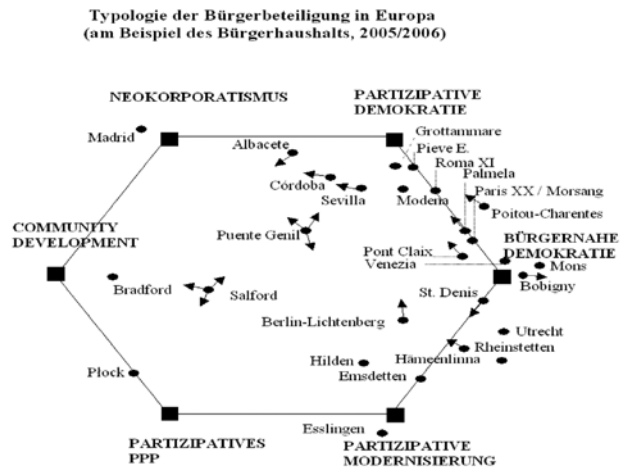 Typologie der Bürgerbeteiligung in Europa
(am Beispiel des Bürgerhaushalts, 2005/2006)
NEOKORPORATISMUS
PARTIZIPATIVE
DEMOKRATIE
Madrid
Albacete
Grottammare
Pieve E.
Roma XI
Palmela
Córdoba
Sevilla
Modena
Paris XX / Morsang
Poitou-Charentes
COMMUNITY
DEVELOPMENT
Puente Genil
Pont Claix
BÜRGERNAHE
DEMOKRATIE
Venezia
Mons
Bradford
Salford
St. Denis
Bobigny
Berlin-Lichtenberg
Utrecht
Hilden
Hämeenlinna
Rheinstetten
Płock
Emsdetten
Esslingen
PARTIZIPATIVES
PPP
PARTIZIPATIVE
MODERNISIERUNG